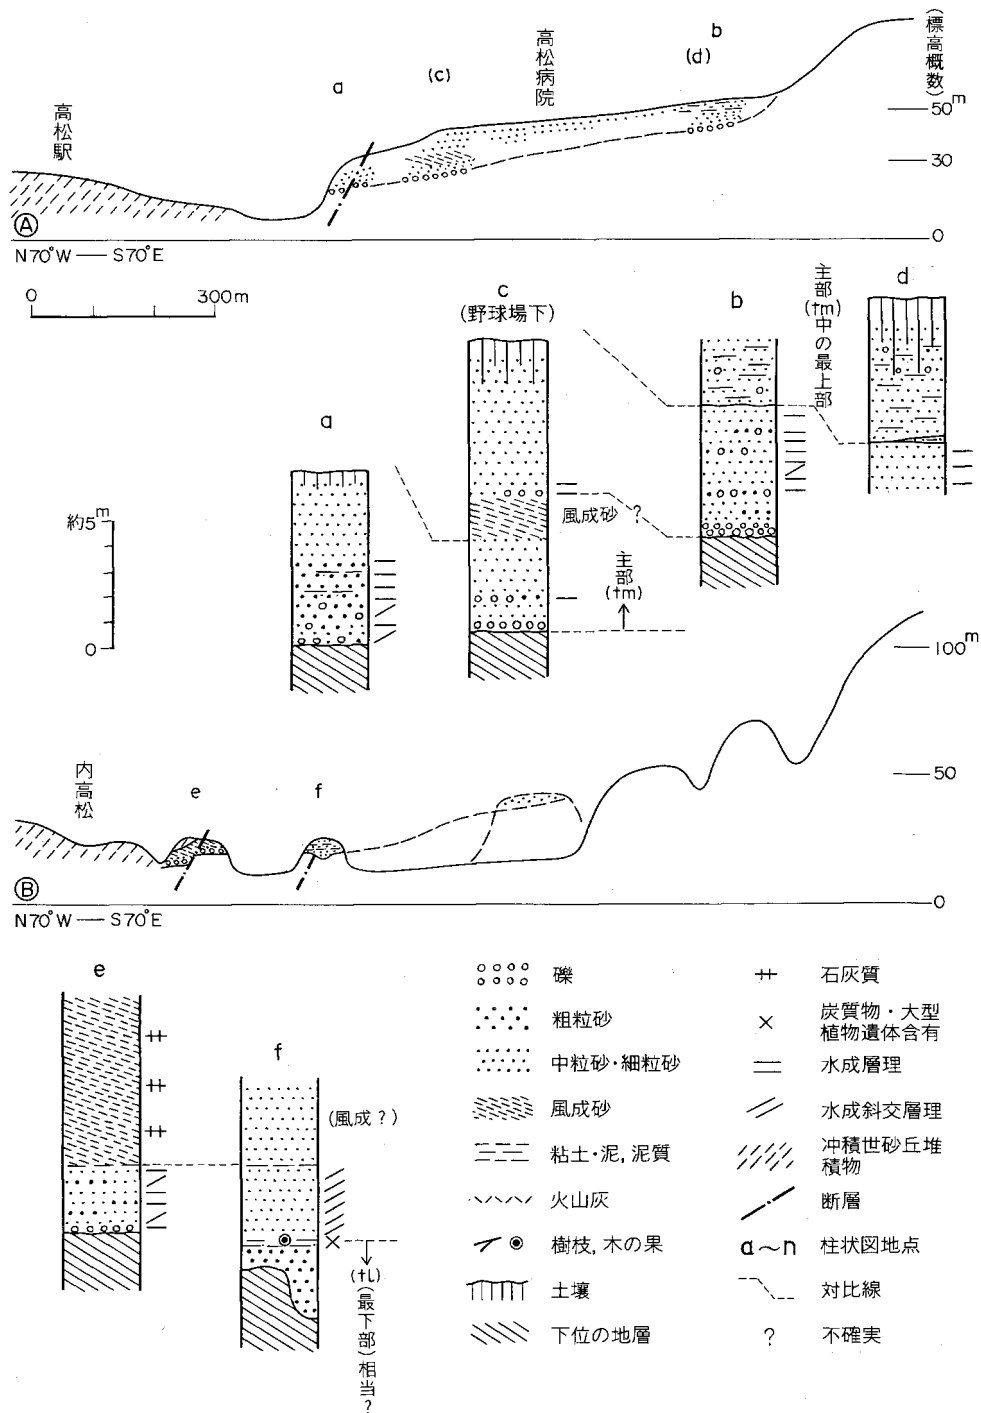 (標高概数)
b
(d)
高松病院
(c)
a
高松駅
50m
30
0
Ⓐ
N70°W — S70°E
0 300m
c
(野球場下)
b
主部(tm)中の最上部
d
a
約5m
0
風成砂 ?
主部(tm)
100m
50
0
内高松
e
f
Ⓑ
N70°W — S70°E
e
f
(風成?)
(tL)(最下部)相当?
礫
粗粒砂
中粒砂・細粒砂
風成砂
粘土・泥,泥質
火山灰
樹枝,木の果
土壌
下位の地層
石灰質
炭質物・大型
植物遺体含有
水成層理
水成斜交層理
冲積世砂丘堆
積物
断層
a~n 柱状図地点
対比線
? 不確実